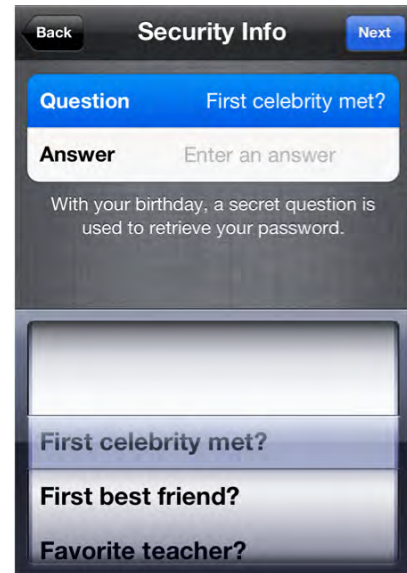 Back Security Info Next
Question First celebrity met?
Answer Enter an answer
With your birthday, a secret question is
used to retrieve your password.
First celebrity met?
First best friend?
Favorite teacher?